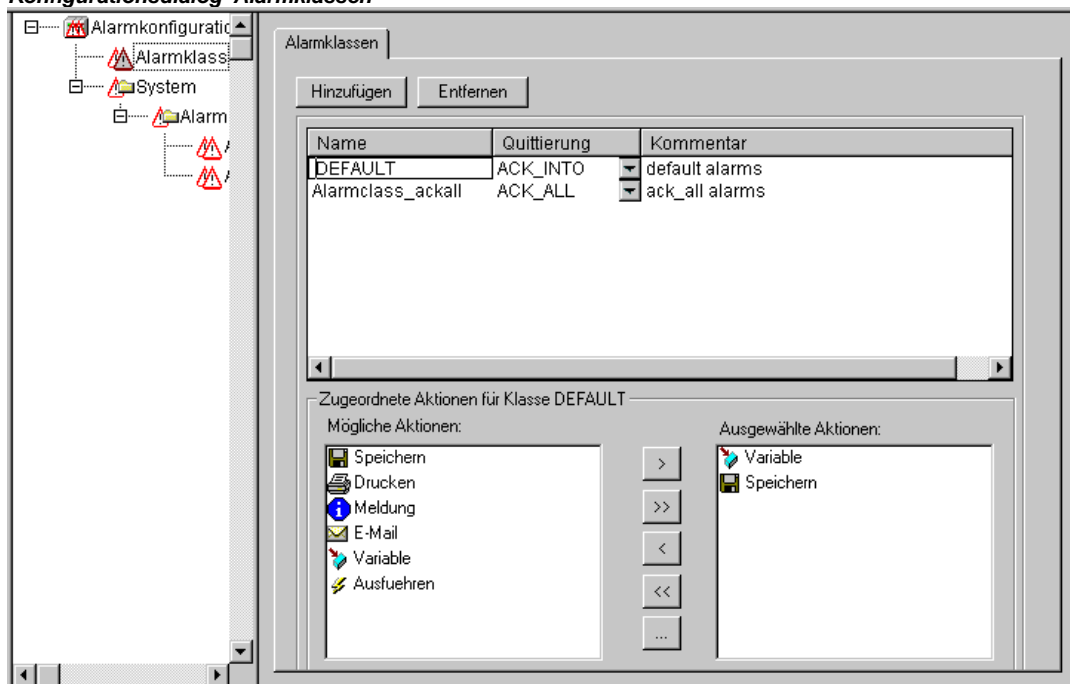 Konfigurationsdialog 'Alarmklassen'
Alarmkonfiguratic
Alarmklass
System
Alarm
Alarmklassen
Hinzufügen Entfernen
Name Quittierung Kommentar
DEFAULT ACK_INTO default alarms
Alarmclass_ackall ACK_ALL ack_all alarms
Zugeordnete Aktionen für Klasse DEFAULT
Mögliche Aktionen:
Speichern
Drucken
Meldung
E-Mail
Variable
Ausfuehren
>
>>
<
<<
...
Ausgewählte Aktionen:
Variable
Speichern